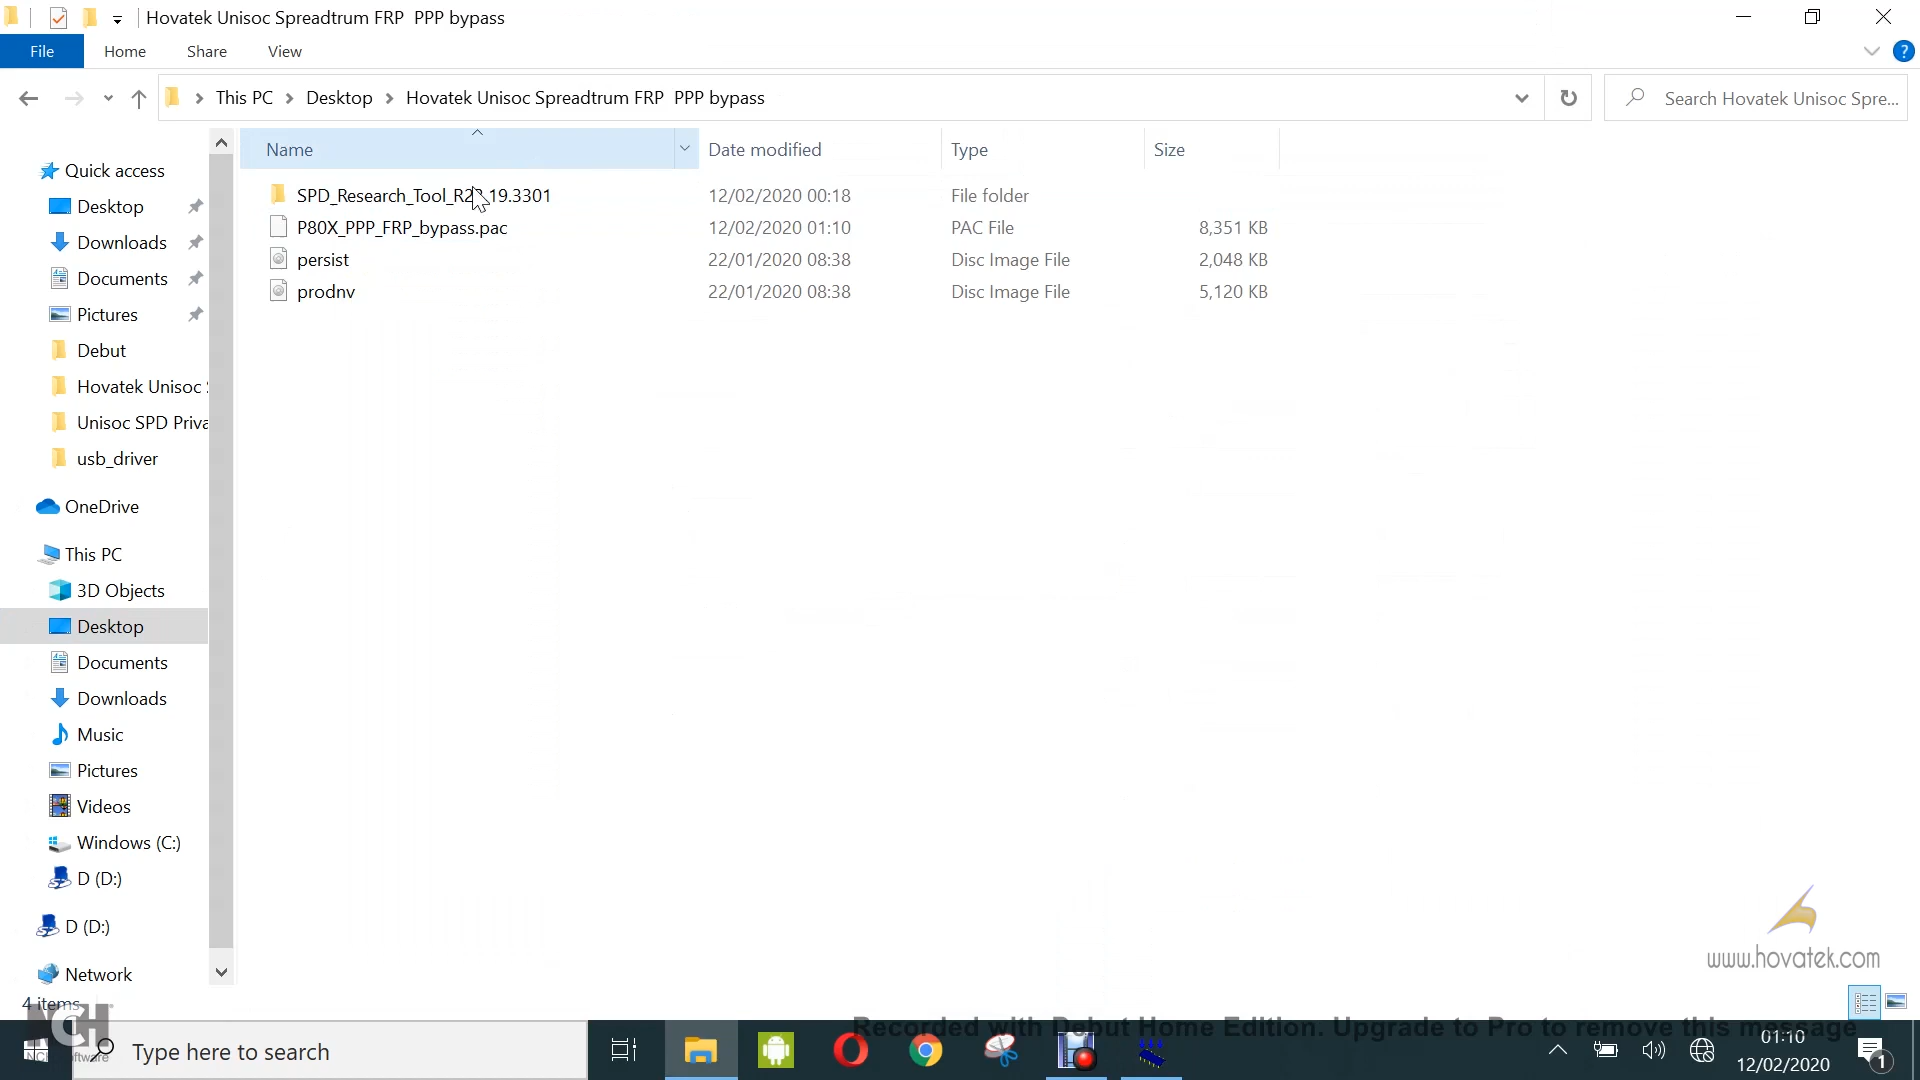 Hovatek Unisoc Spreadtrum FRP  PPP bypass
File Home Share View
This PC Desktop Hovatek Unisoc Spreadtrum FRP  PPP bypass
Search Hovatek Unisoc Spre...
Name Date modified Type Size
SPD_Research_Tool_R23.19.3301 12/02/2020 00:18 File folder
P80X_PPP_FRP_bypass.pac 12/02/2020 01:10 PAC File 8,351 KB
persist 22/01/2020 08:38 Disc Image File 2,048 KB
prodnv 22/01/2020 08:38 Disc Image File 5,120 KB
Quick access
Desktop
Downloads
Documents
Pictures
Debut
Hovatek Unisoc S
Unisoc SPD Priva
usb_driver
OneDrive
This PC
3D Objects
Desktop
Documents
Downloads
Music
Pictures
Videos
Windows (C:)
D (D:)
D (D:)
Network
4 items
www.hovatek.com
NCH
NCH Software
Type here to search
Recorded with Debut Home Edition. Upgrade to Pro to remove this message
01:10
12/02/2020
1